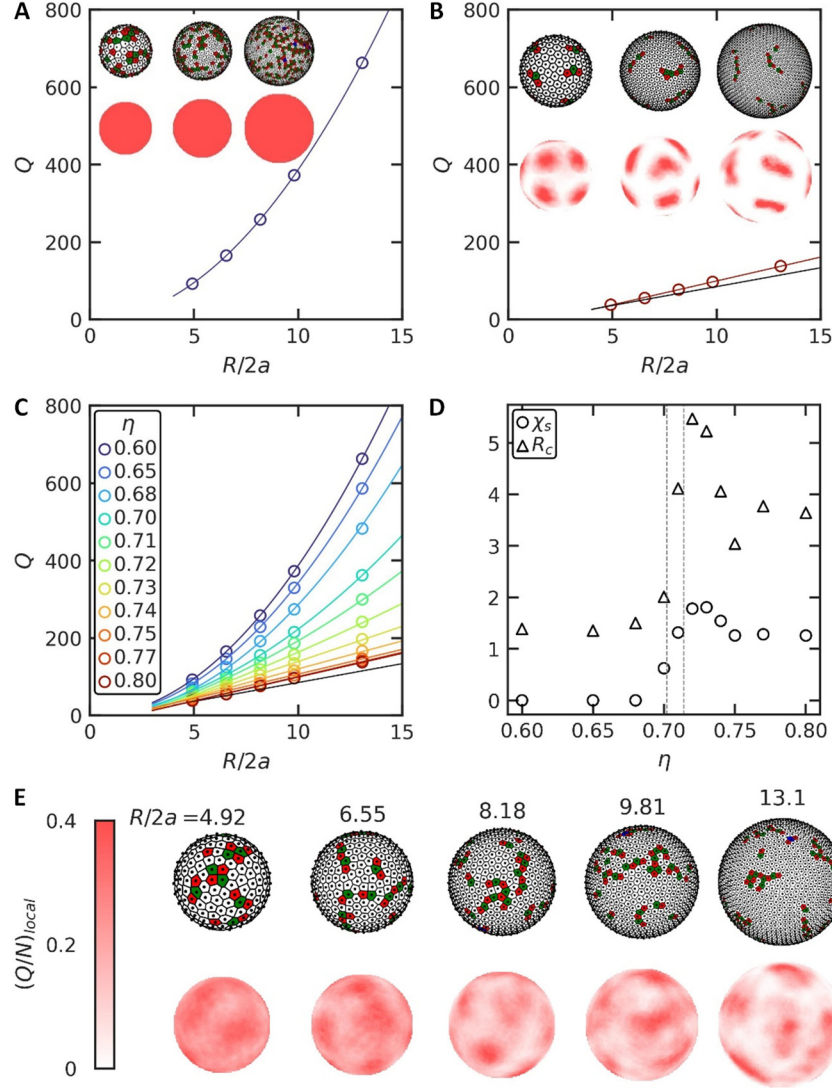 A
800
600
400
200
0
Q
0 5 10 15
R/2a
B
800
600
400
200
0
Q
0 5 10 15
R/2a
C
800
600
400
200
0
Q
η
0.60
0.65
0.68
0.70
0.71
0.72
0.73
0.74
0.75
0.77
0.80
0 5 10 15
R/2a
D
χs
Rc
5
4
3
2
1
0
0.60 0.65 0.70 0.75 0.80
η
E
R/2a =4.92 6.55 8.18 9.81 13.1
0.4
0.2
0
(Q/N)local